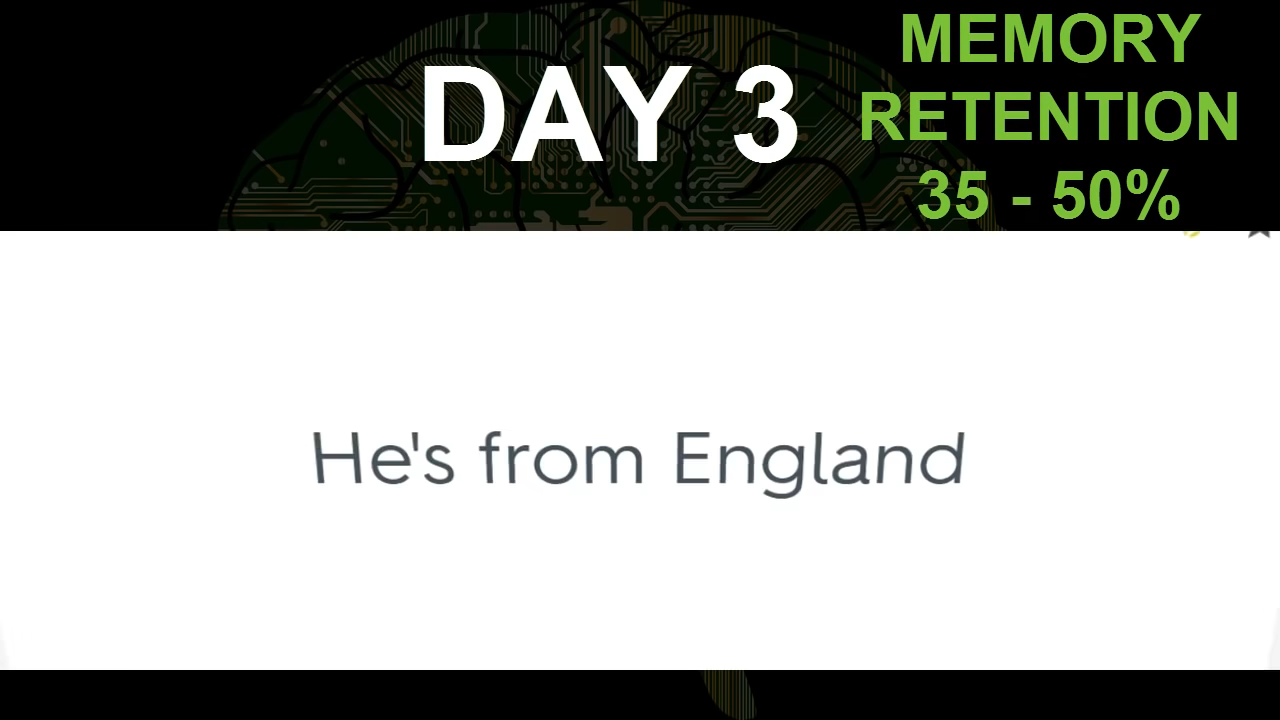 DAY 3
MEMORY
RETENTION
35 - 50%
He's from England